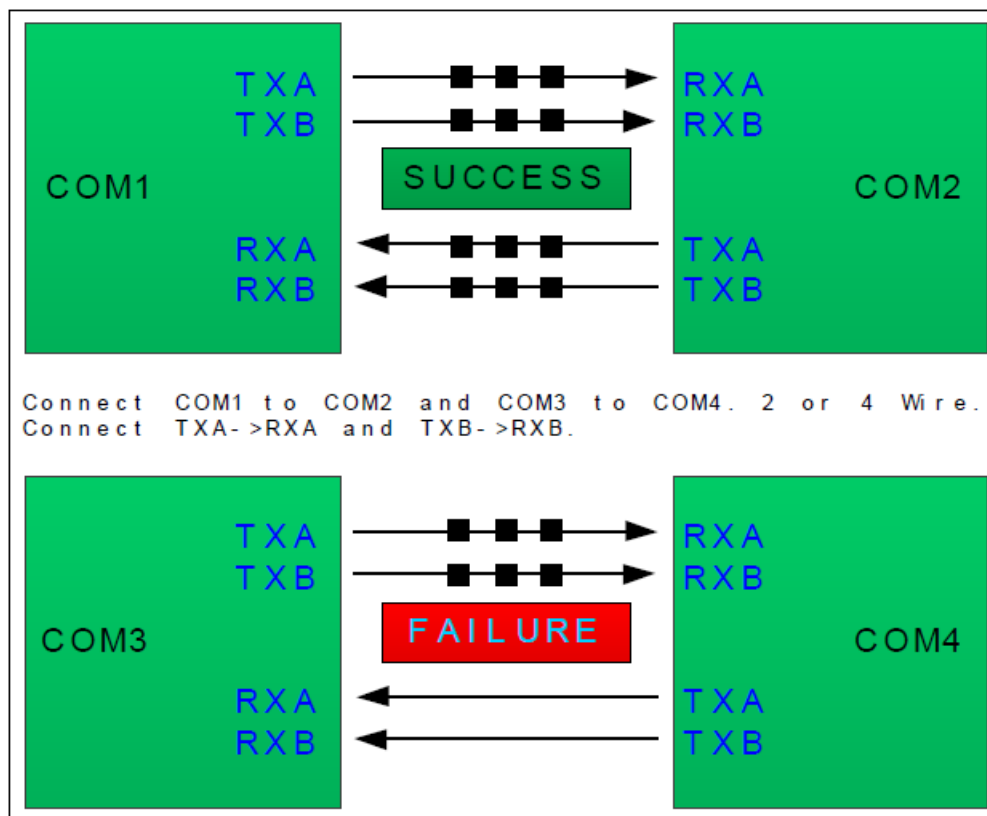 TXA
TXB
COM1
RXA
RXB
SUCCESS
RXA
RXB
COM2
TXA
TXB
Connect COM1 to COM2 and COM3 to COM4. 2 or 4 Wire.
Connect TXA->RXA and TXB->RXB.
TXA
TXB
COM3
RXA
RXB
FAILURE
RXA
RXB
COM4
TXA
TXB